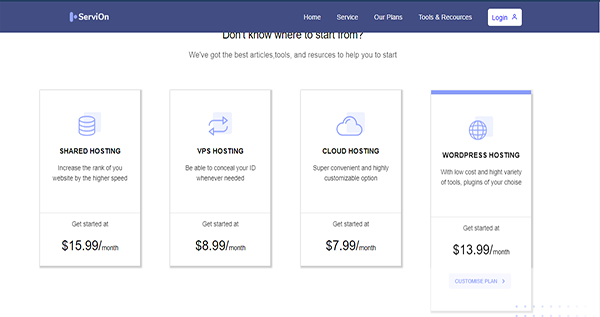 ServiOn
Home Service Our Plans Tools & Recources Login
Don't know where to start from?
We've got the best articles,tools, and resurces to help you to start
SHARED HOSTING
Increase the rank of you
website by the higher speed
Get started at
$15.99/month
VPS HOSTING
Be able to conceal your ID
whenever needed
Get started at
$8.99/month
CLOUD HOSTING
Super convenient and highly
customizable option
Get started at
$7.99/month
WORDPRESS HOSTING
With low cost and hight variety
of tools, plugins of your choise
Get started at
$13.99/month
CUSTOMISE PLAN